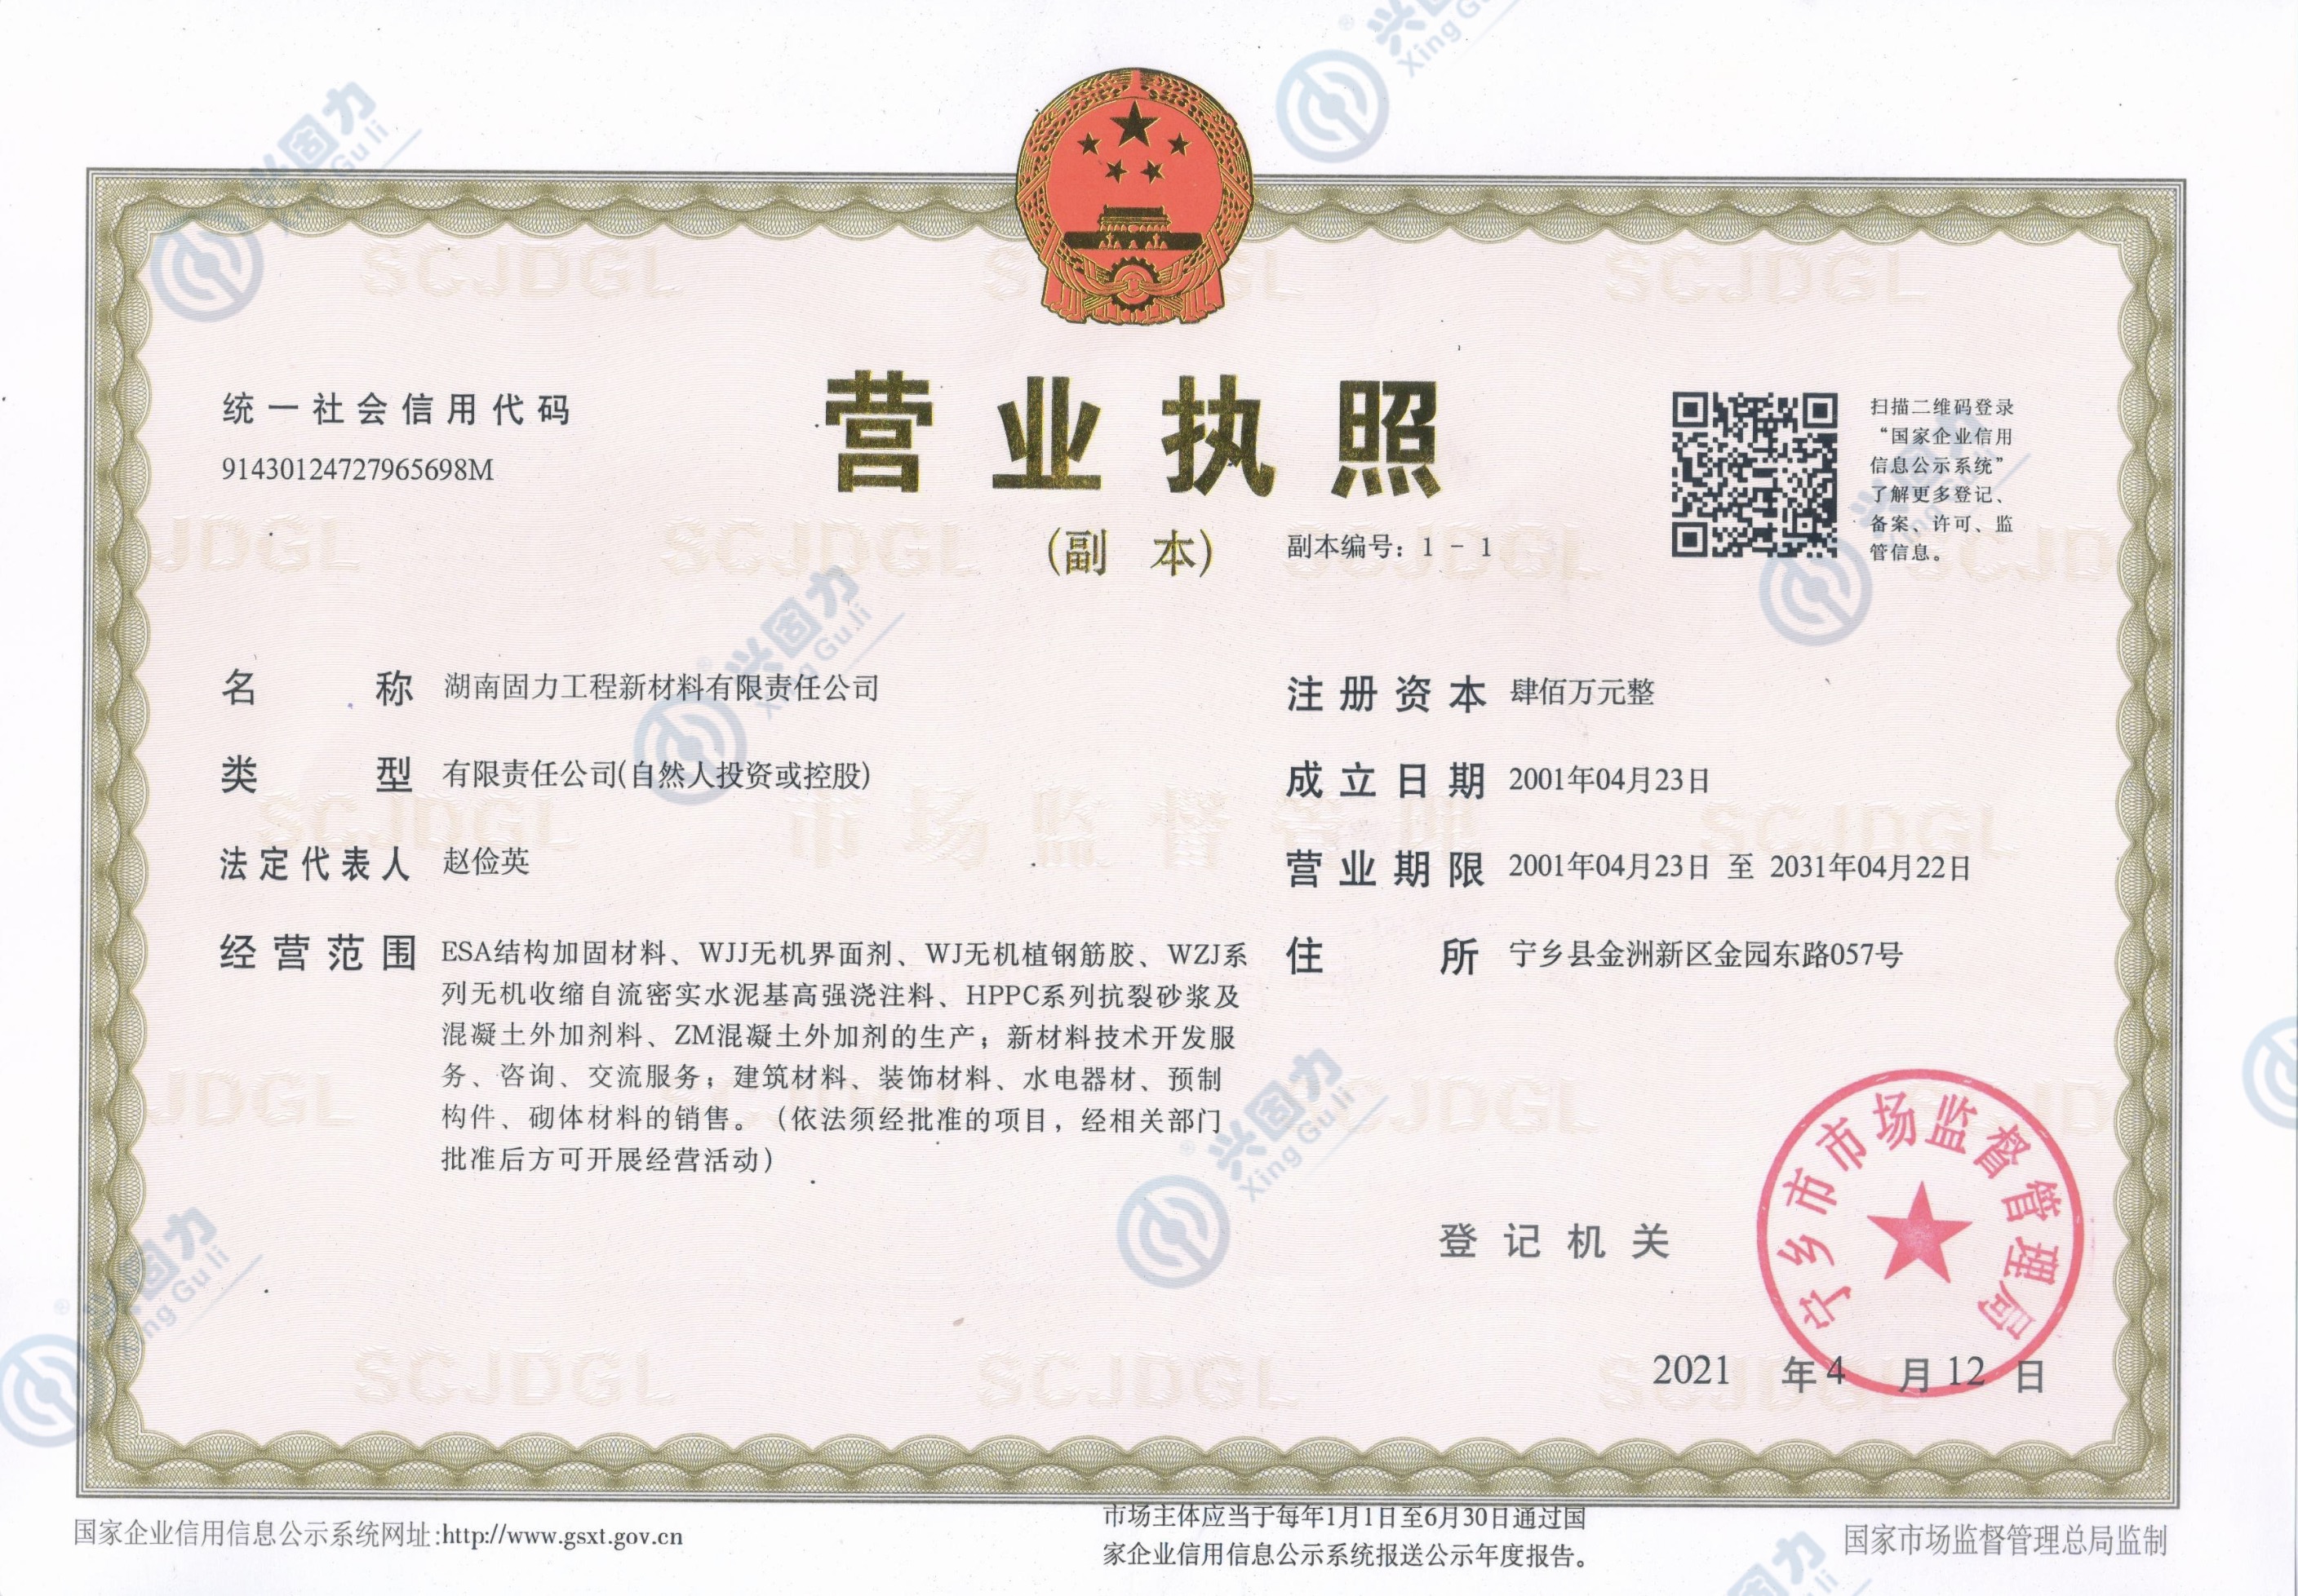 统一社会信用代码
91430124727965698M
营业执照
(副 本)
副本编号：1 - 1
扫描二维码登录
“国家企业信用
信息公示系统”
了解更多登记、
备案、许可、监
管信息。
名 称 湖南固力工程新材料有限责任公司
类 型 有限责任公司(自然人投资或控股)
法定代表人 赵俭英
经营范围 ESA结构加固材料、WJJ无机界面剂、WJ无机植钢筋胶、WZJ系
列无机收缩自流密实水泥基高强浇注料、HPPC系列抗裂砂浆及
混凝土外加剂料、ZM混凝土外加剂的生产；新材料技术开发服
务、咨询、交流服务；建筑材料、装饰材料、水电器材、预制
构件、砌体材料的销售。（依法须经批准的项目，经相关部门
批准后方可开展经营活动）
注册资本 肆佰万元整
成立日期 2001年04月23日
营业期限 2001年04月23日 至 2031年04月22日
住 所 宁乡县金洲新区金园东路057号
登记机关
宁乡市市场监督管理局
2021 年 4 月 12 日
国家企业信用信息公示系统网址:http://www.gsxt.gov.cn
市场主体应当于每年1月1日至6月30日通过国
家企业信用信息公示系统报送公示年度报告。
国家市场监督管理总局监制
SCJDGL
市场监督管理
兴固力
Xing Gu li